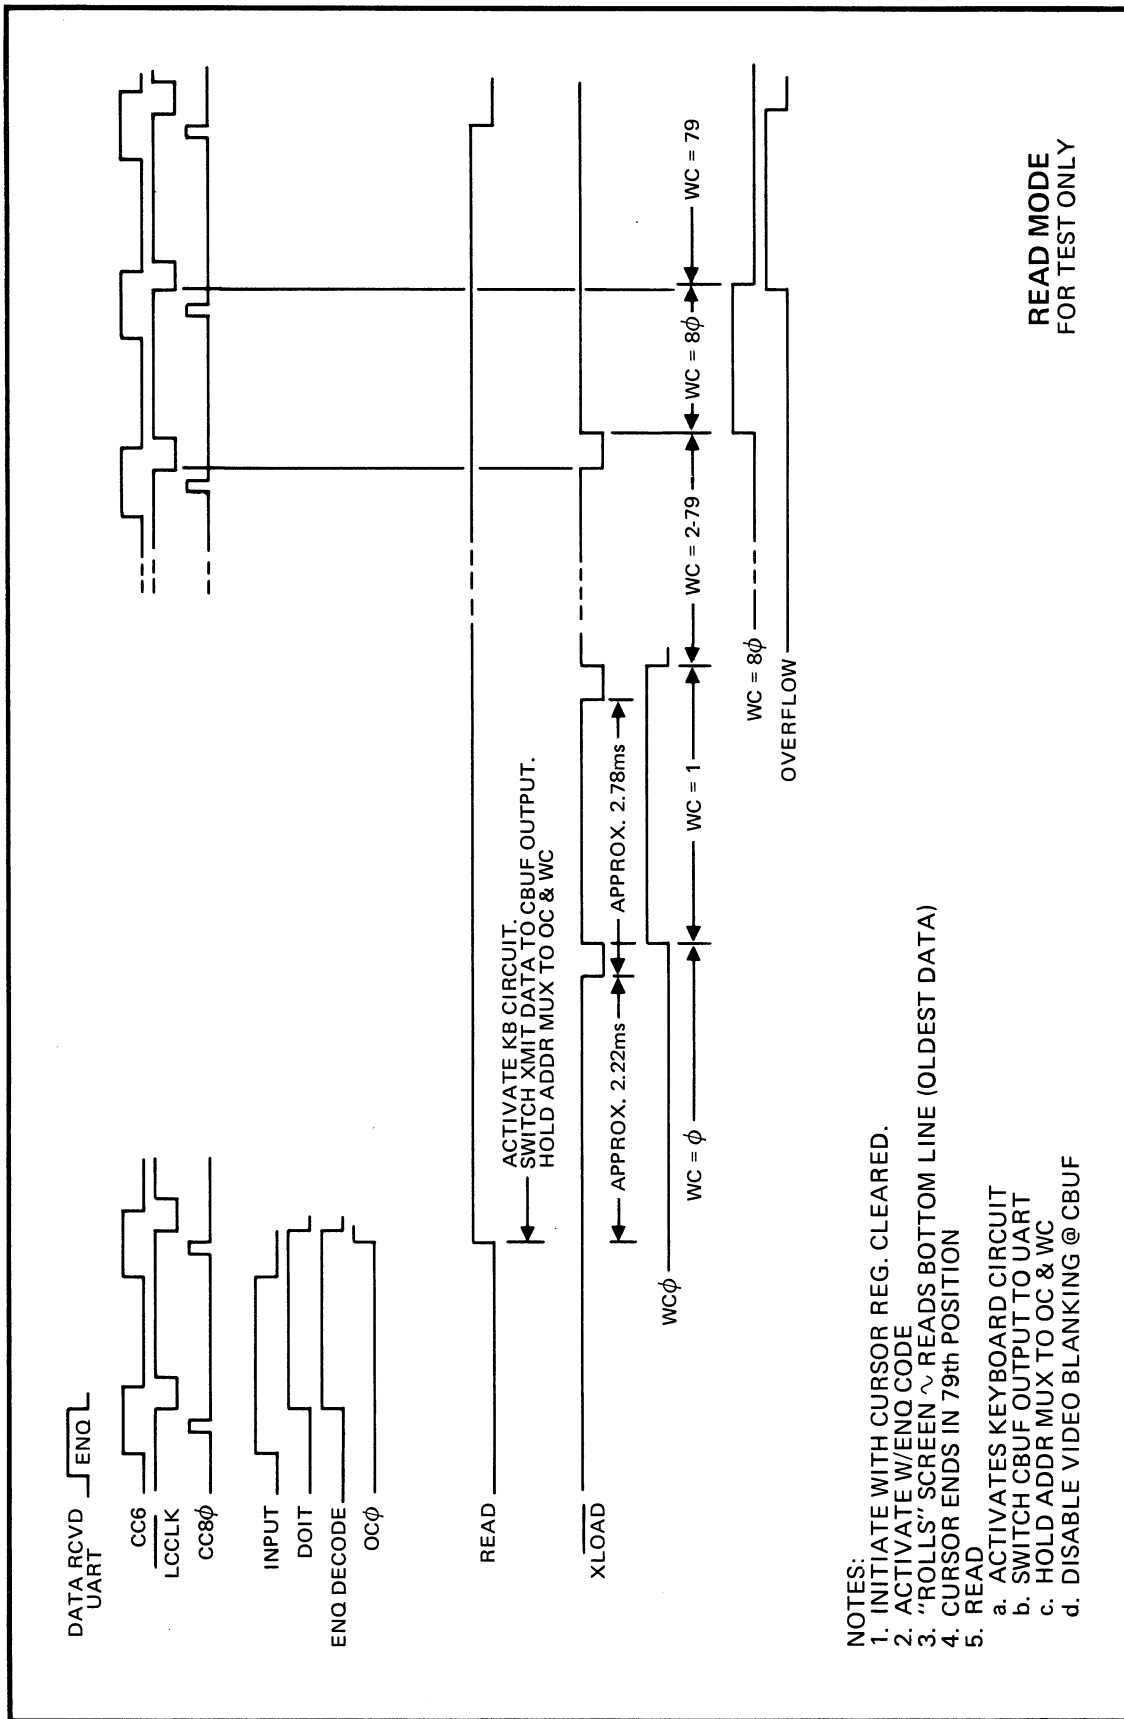 DATA RCVD
UART
ENQ
CC6
LCCLK
CC8ϕ
INPUT
DOIT
ENQ DECODE
OCϕ
READ
ACTIVATE KB CIRCUIT.
SWITCH XMIT DATA TO CBUF OUTPUT.
HOLD ADDR MUX TO OC & WC
XLOAD
APPROX. 2.22ms
APPROX. 2.78ms
WCϕ
WC = ϕ
WC = 1
WC = 2-79
WC = 8ϕ
WC = 79
WC = 8ϕ
OVERFLOW
NOTES:
1. INITIATE WITH CURSOR REG. CLEARED.
2. ACTIVATE W/ENQ CODE
3. "ROLLS" SCREEN ~ READS BOTTOM LINE (OLDEST DATA)
4. CURSOR ENDS IN 79th POSITION
5. READ
a. ACTIVATES KEYBOARD CIRCUIT
b. SWITCH CBUF OUTPUT TO UART
c. HOLD ADDR MUX TO OC & WC
d. DISABLE VIDEO BLANKING @ CBUF
READ MODE
FOR TEST ONLY